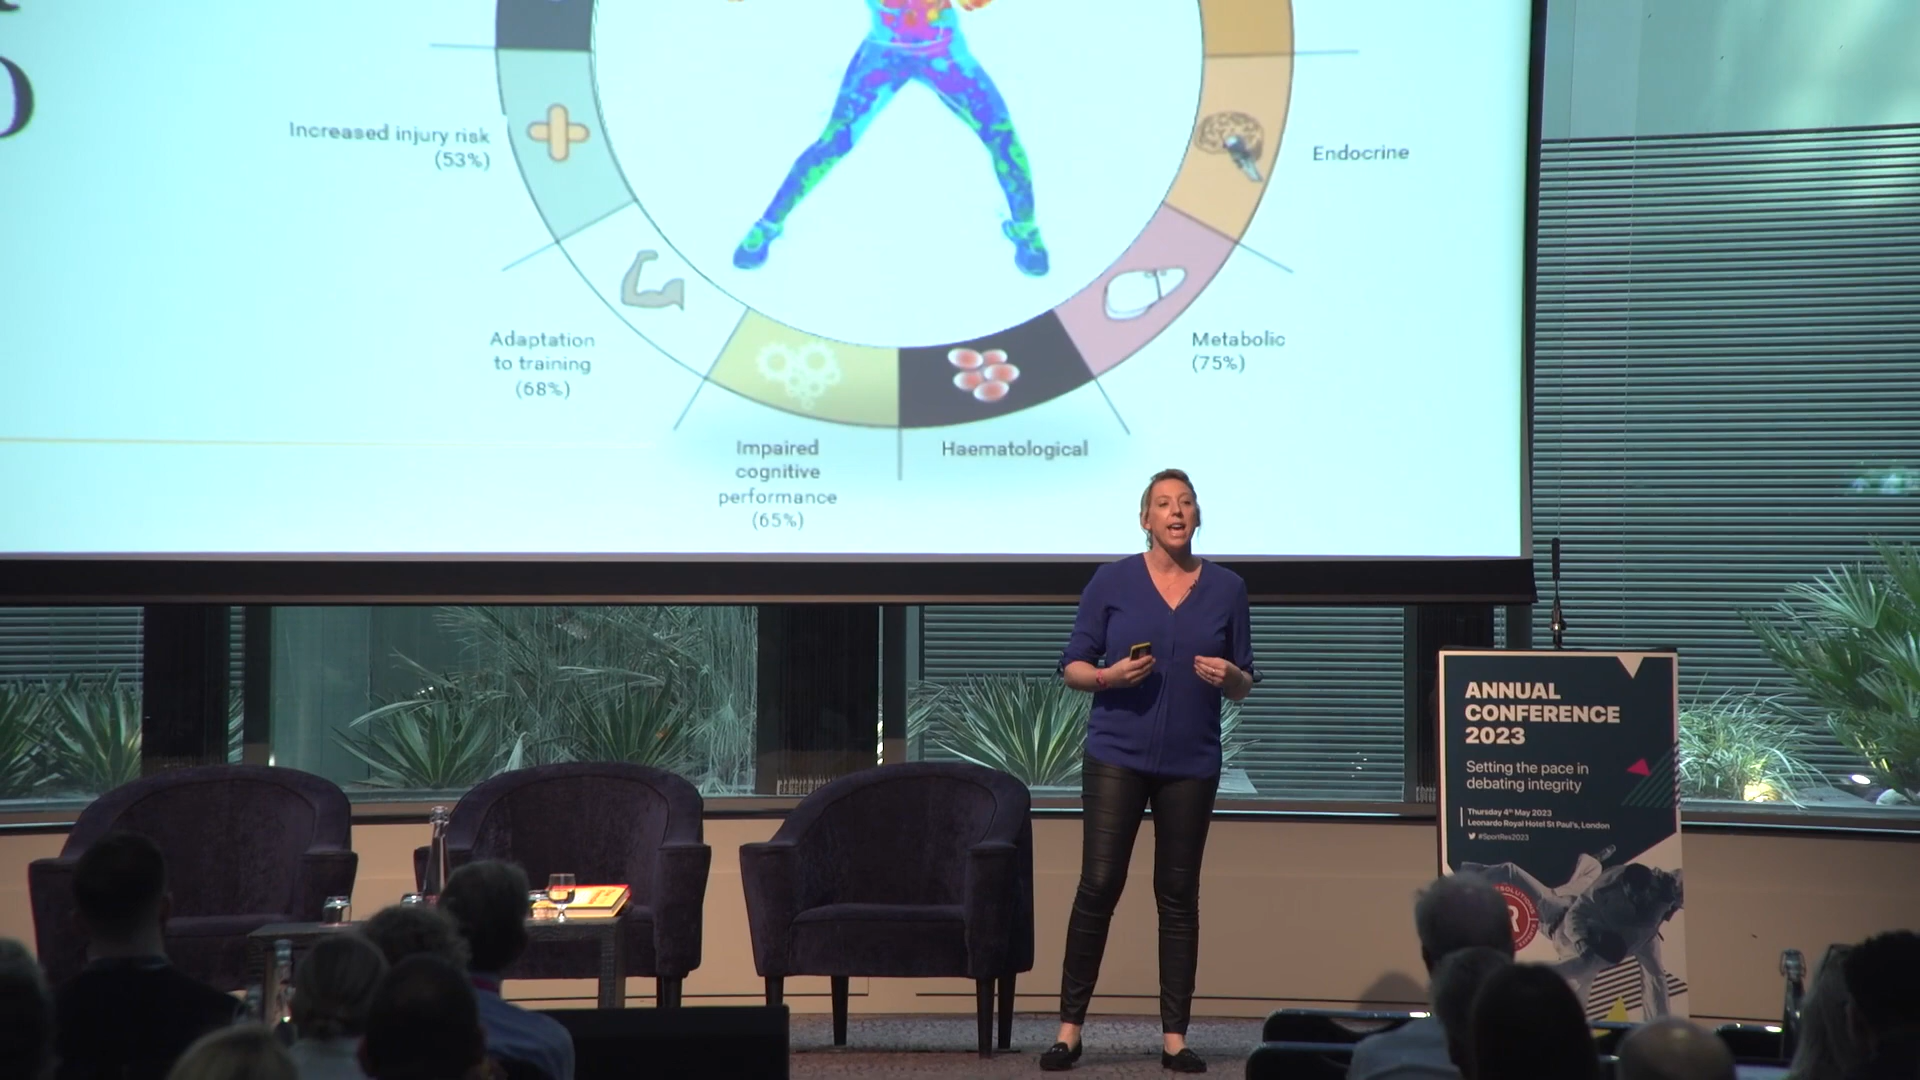 Increased injury risk
(53%)
Endocrine
Adaptation
to training
(68%)
Metabolic
(75%)
Impaired
cognitive
performance
(65%)
Haematological
ANNUAL
CONFERENCE
2023
Setting the pace in
debating integrity
Thursday 4th May 2023
Leonardo Royal Hotel St Paul's, London
#SportRes2023
R